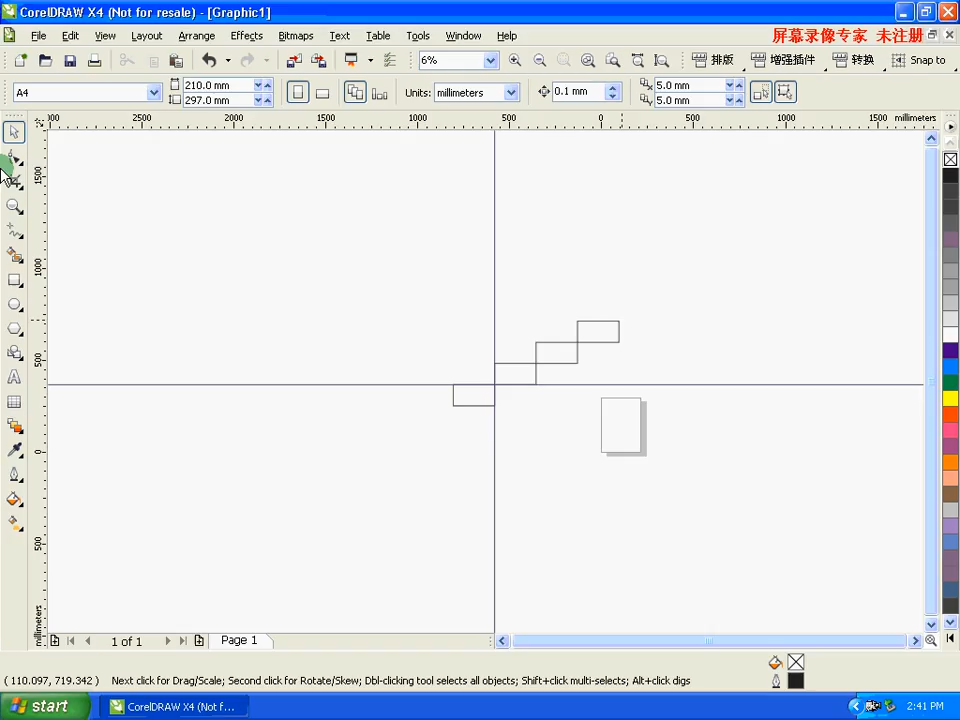 CorelDRAW X4 (Not for resale) - [Graphic1]
File Edit View Layout Arrange Effects Bitmaps Text Table Tools Window Help
屏幕录像专家 未注册
6% 排版 增强插件 转换 Snap to
A4 210.0 mm 297.0 mm Units: millimeters 0.1 mm 5.0 mm 5.0 mm
000 2500 2000 1500 1000 500 0 500 1000 1500 millimeters
1500
1000
500
0
500
millimeters
1 of 1 Page 1
( 110.097, 719.342 ) Next click for Drag/Scale; Second click for Rotate/Skew; Dbl-clicking tool selects all objects; Shift+click multi-selects; Alt+click digs
start CorelDRAW X4 (Not f... 2:41 PM